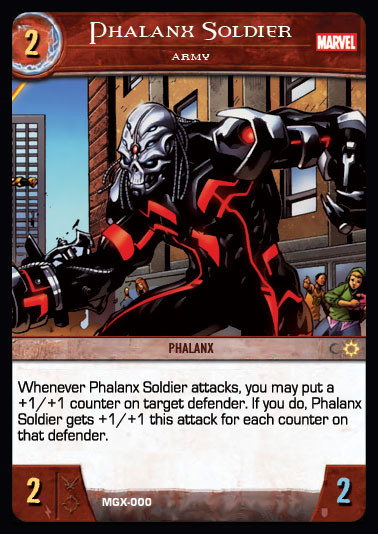 2
Phalanx Soldier
MARVEL
ARMY
PHALANX
C
Whenever Phalanx Soldier attacks, you may put a
+1/+1 counter on target defender. If you do, Phalanx
Soldier gets +1/+1 this attack for each counter on
that defender.
2
MGX-000
2